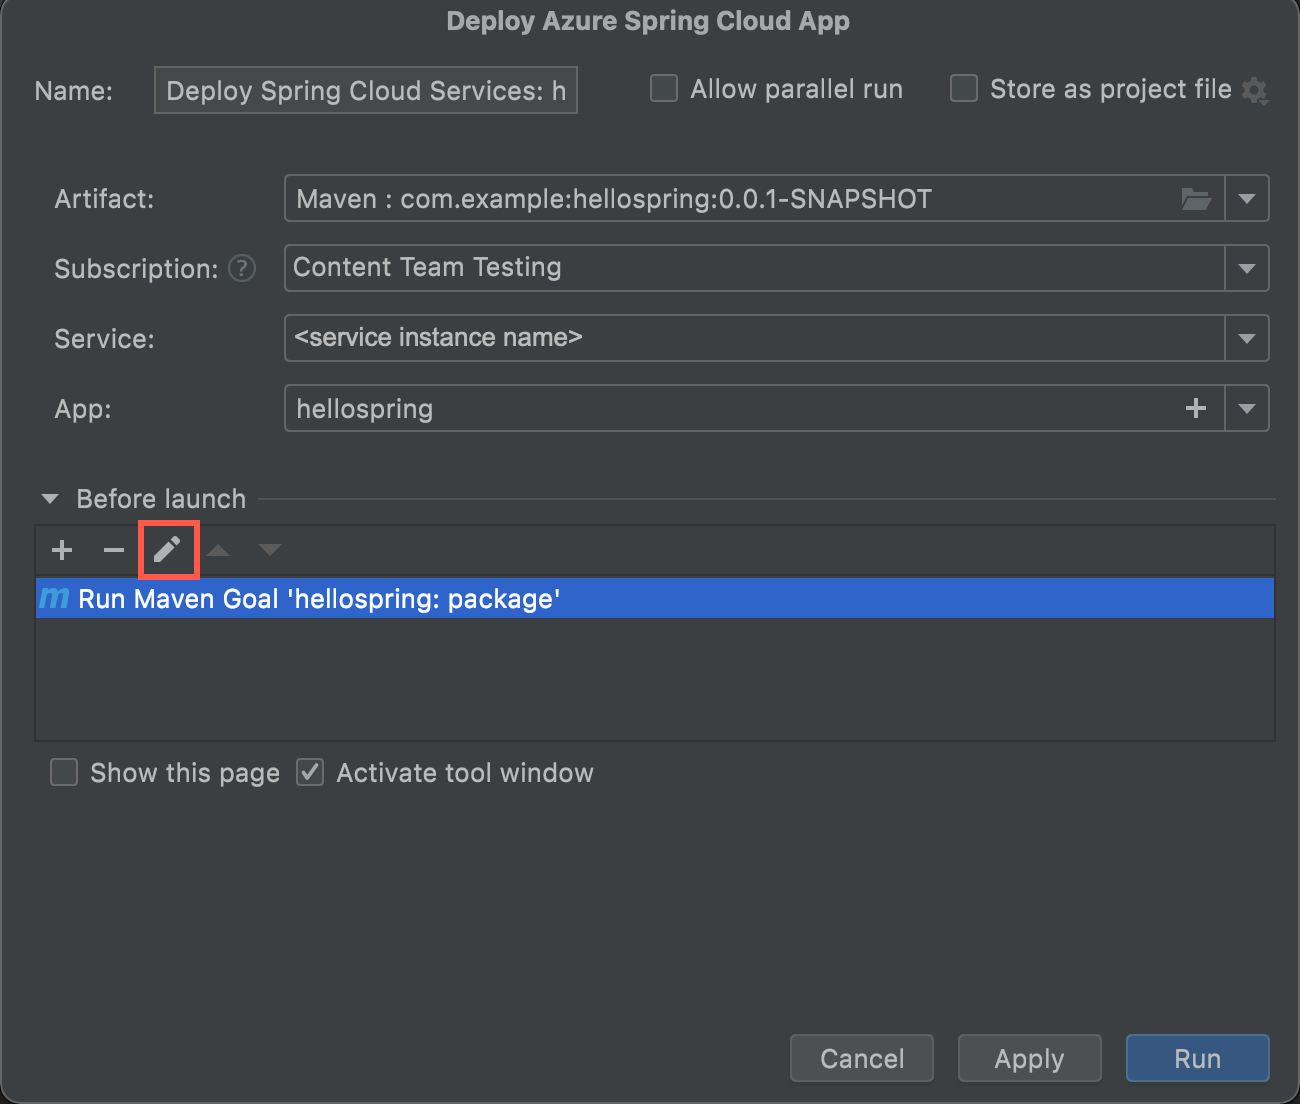 Deploy Azure Spring Cloud App
Name: Deploy Spring Cloud Services: h Allow parallel run Store as project file
Artifact: Maven : com.example:hellospring:0.0.1-SNAPSHOT
Subscription: ? Content Team Testing
Service: <service instance name>
App: hellospring
Before launch
m Run Maven Goal 'hellospring: package'
Show this page Activate tool window
Cancel Apply Run